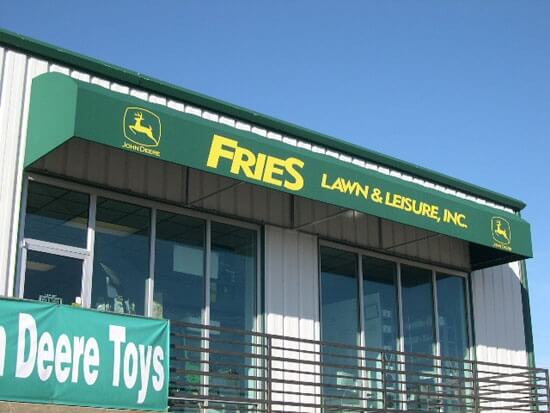 JOHN DEERE
FRIES LAWN & LEISURE, INC.
JOHN DEERE
Deere Toys